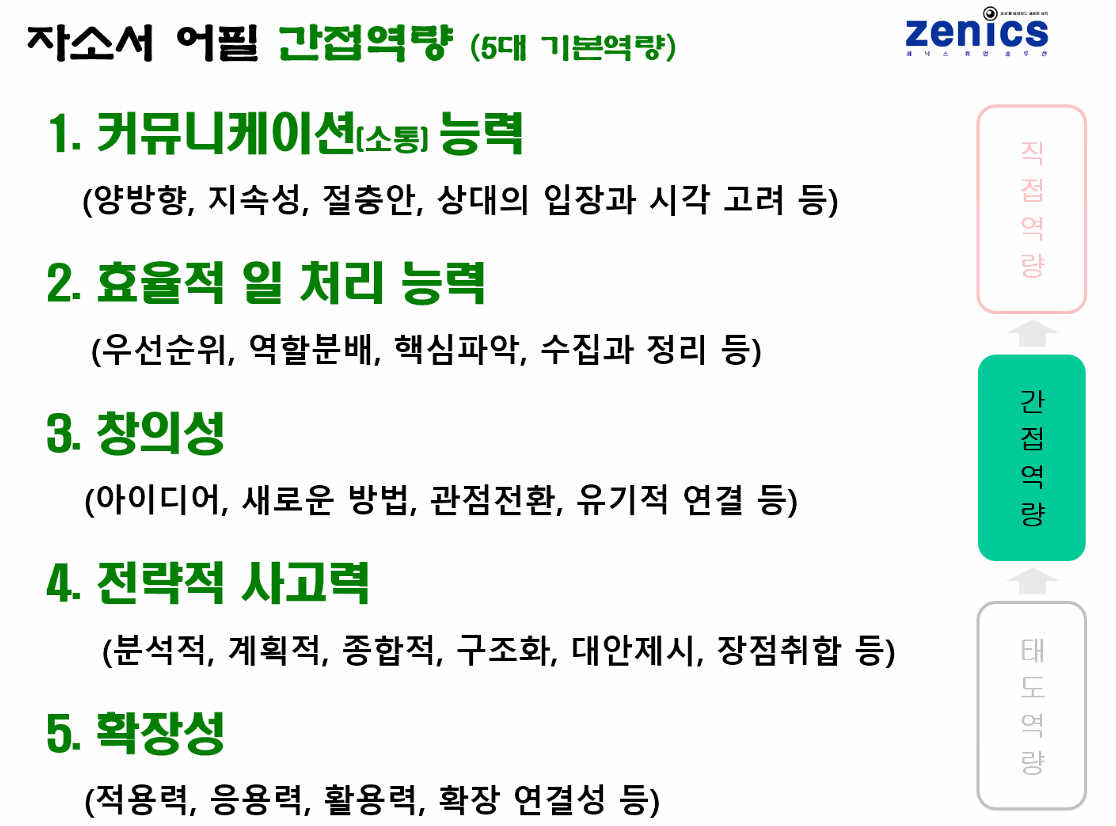 자소서 어필 간접역량 (5대 기본역량)
zenics
제닉스취업솔루션
1. 커뮤니케이션(소통) 능력
(양방향, 지속성, 절충안, 상대의 입장과 시각 고려 등)
2. 효율적 일 처리 능력
(우선순위, 역할분배, 핵심파악, 수집과 정리 등)
3. 창의성
(아이디어, 새로운 방법, 관점전환, 유기적 연결 등)
4. 전략적 사고력
(분석적, 계획적, 종합적, 구조화, 대안제시, 장점취합 등)
5. 확장성
(적용력, 응용력, 활용력, 확장 연결성 등)
직접역량
간접역량
태도역량